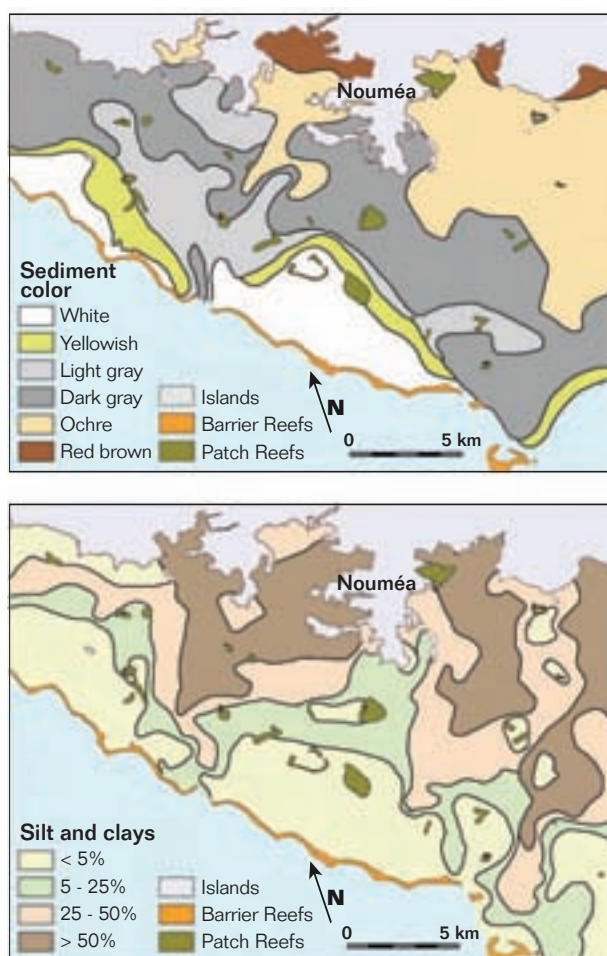 Nouméa
Sediment
color
White
Yellowish
Light gray
Dark gray
Ochre
Red brown
Islands
Barrier Reefs
Patch Reefs
N
0 5 km
Nouméa
Silt and clays
< 5%
5 - 25%
25 - 50%
> 50%
Islands
Barrier Reefs
Patch Reefs
N
0 5 km